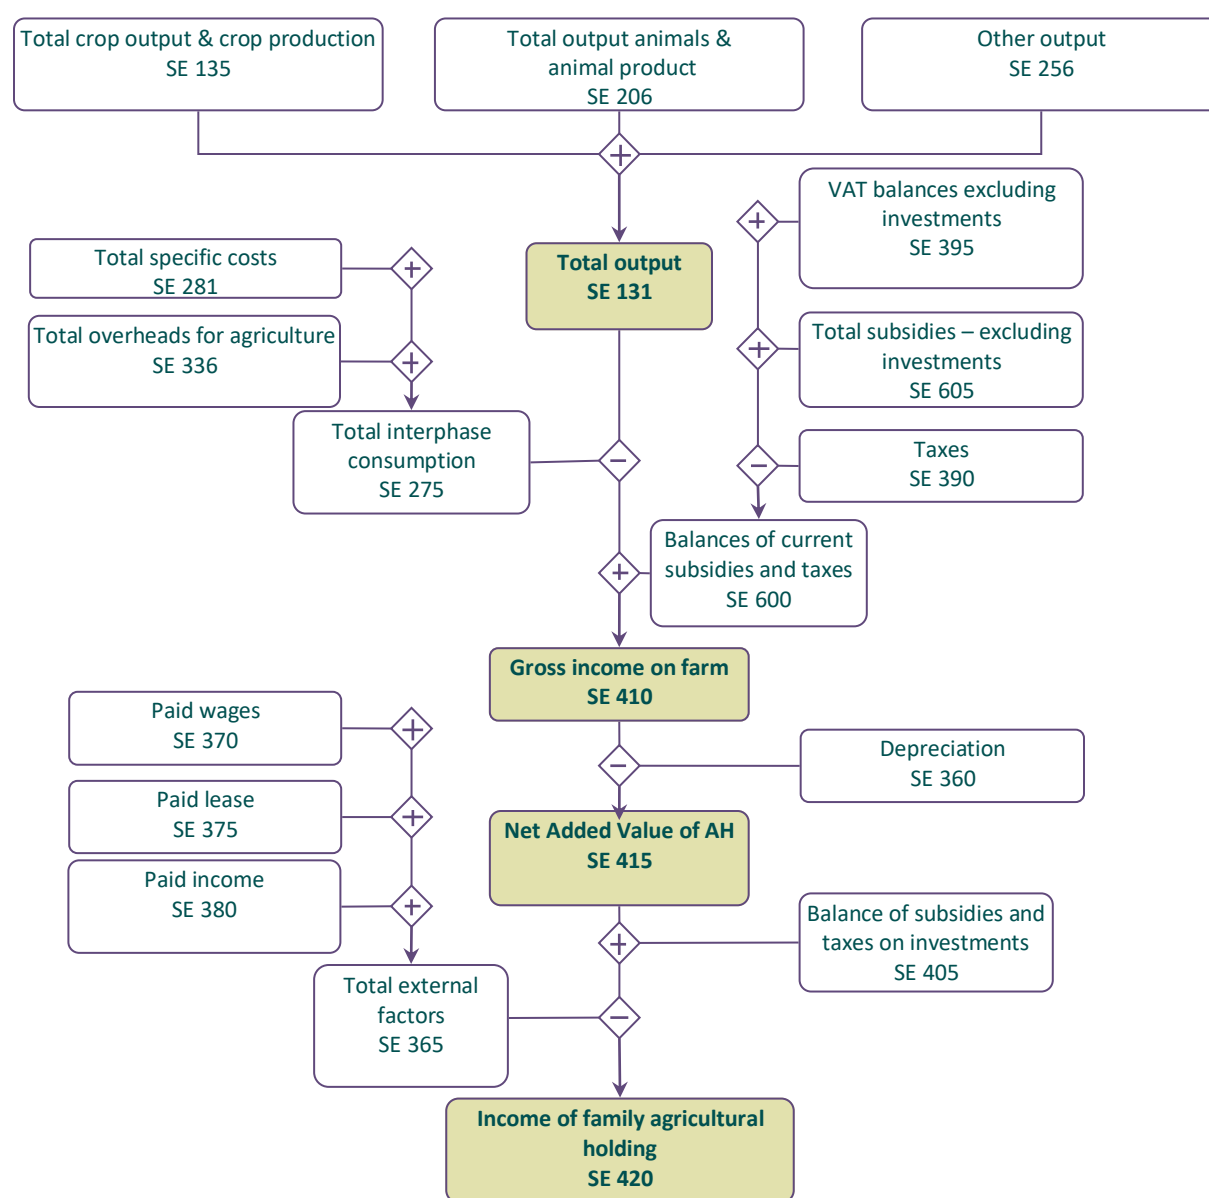 Total crop output & crop production
SE 135
Total output animals &
animal product
SE 206
Other output
SE 256
+
VAT balances excluding
investments
SE 395
+
Total specific costs
SE 281
+
Total output
SE 131
Total overheads for agriculture
SE 336
+
Total subsidies – excluding
investments
SE 605
+
Total interphase
consumption
SE 275
−
Taxes
SE 390
−
Balances of current
subsidies and taxes
SE 600
+
Gross income on farm
SE 410
Paid wages
SE 370
+
Depreciation
SE 360
−
Paid lease
SE 375
+
Net Added Value of AH
SE 415
Paid income
SE 380
+
Balance of subsidies and
taxes on investments
SE 405
+
Total external
factors
SE 365
−
Income of family agricultural
holding
SE 420